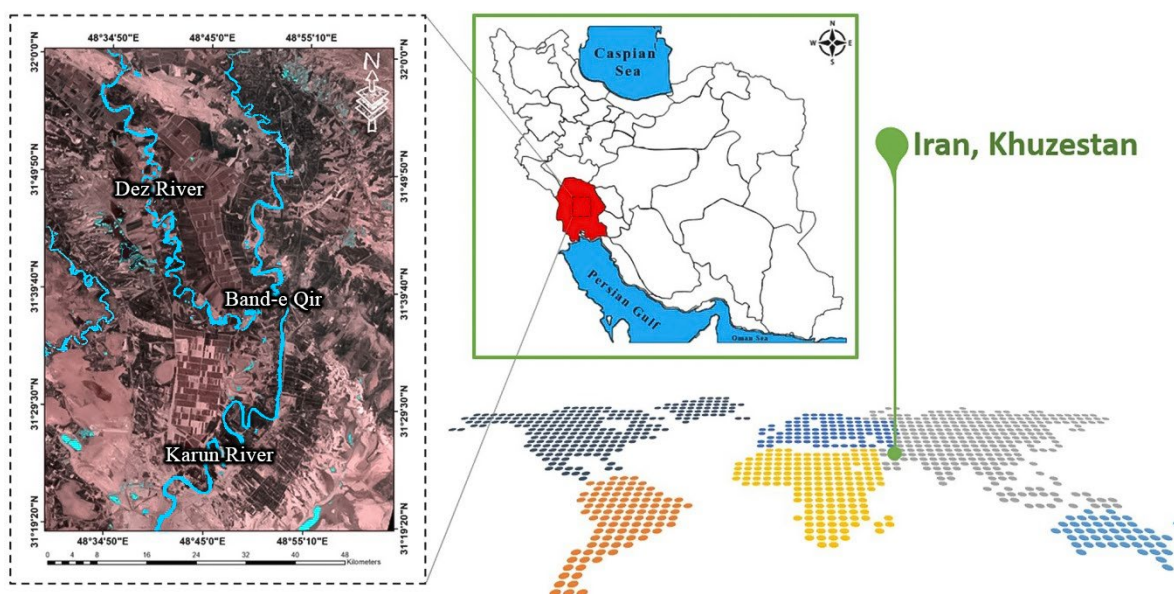 48°34'50"E 48°45'0"E 48°55'10"E
32°0'0"N
31°49'50"N
31°39'40"N
31°29'30"N
31°19'20"N
N
Dez River
Band-e Qir
Karun River
32°0'0"N
31°49'50"N
31°39'40"N
31°29'30"N
31°19'20"N
48°34'50"E 48°45'0"E 48°55'10"E
0 4 8 16 24 32 40 48
Kilometers
Caspian
Sea
N
W E
S
Persian Gulf
Oman Sea
Iran, Khuzestan